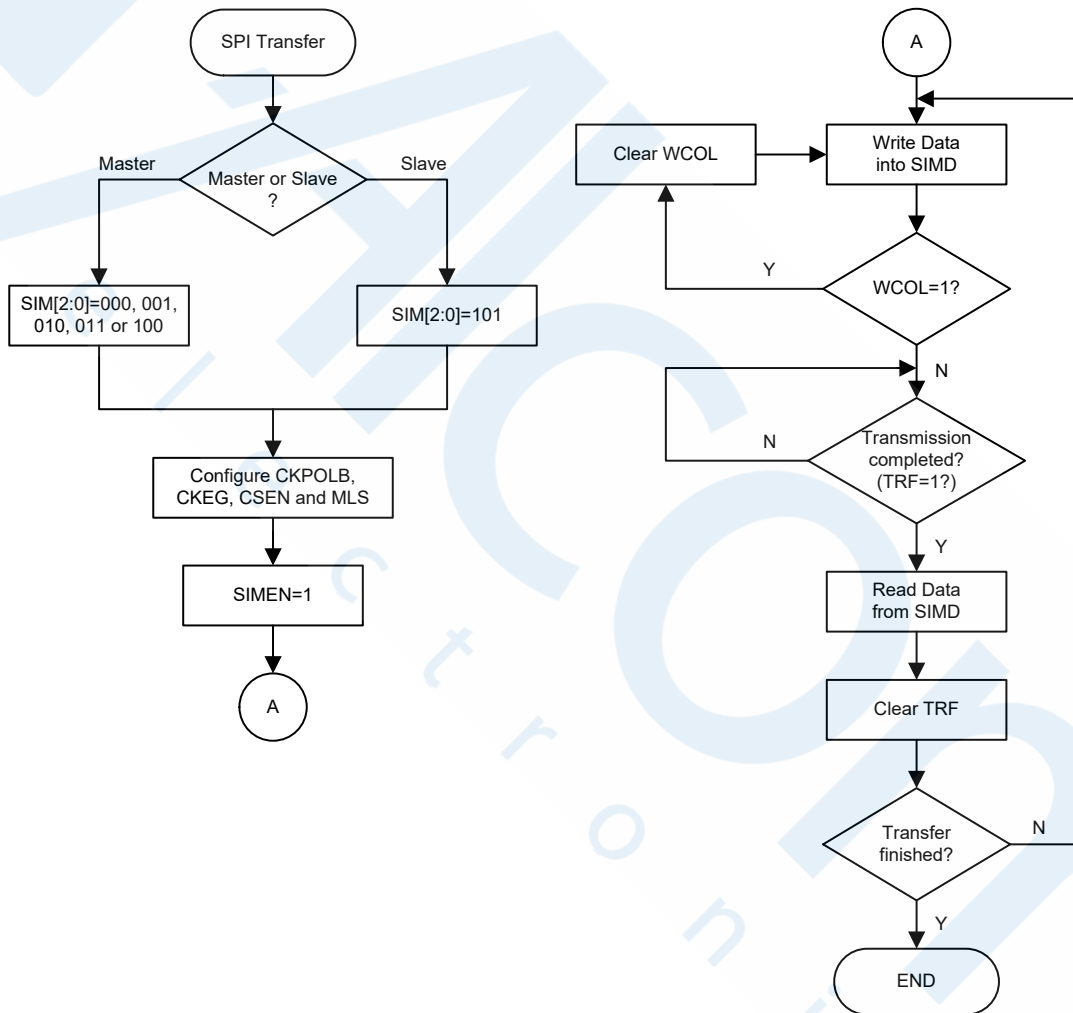 SPI Transfer
Master
Slave
Master or Slave
?
SIM[2:0]=000, 001,
010, 011 or 100
SIM[2:0]=101
Configure CKPOLB,
CKEG, CSEN and MLS
SIMEN=1
A
A
Clear WCOL
Write Data
into SIMD
Y
WCOL=1?
N
N
Transmission
completed?
(TRF=1?)
Y
Read Data
from SIMD
Clear TRF
Transfer
finished?
N
Y
END